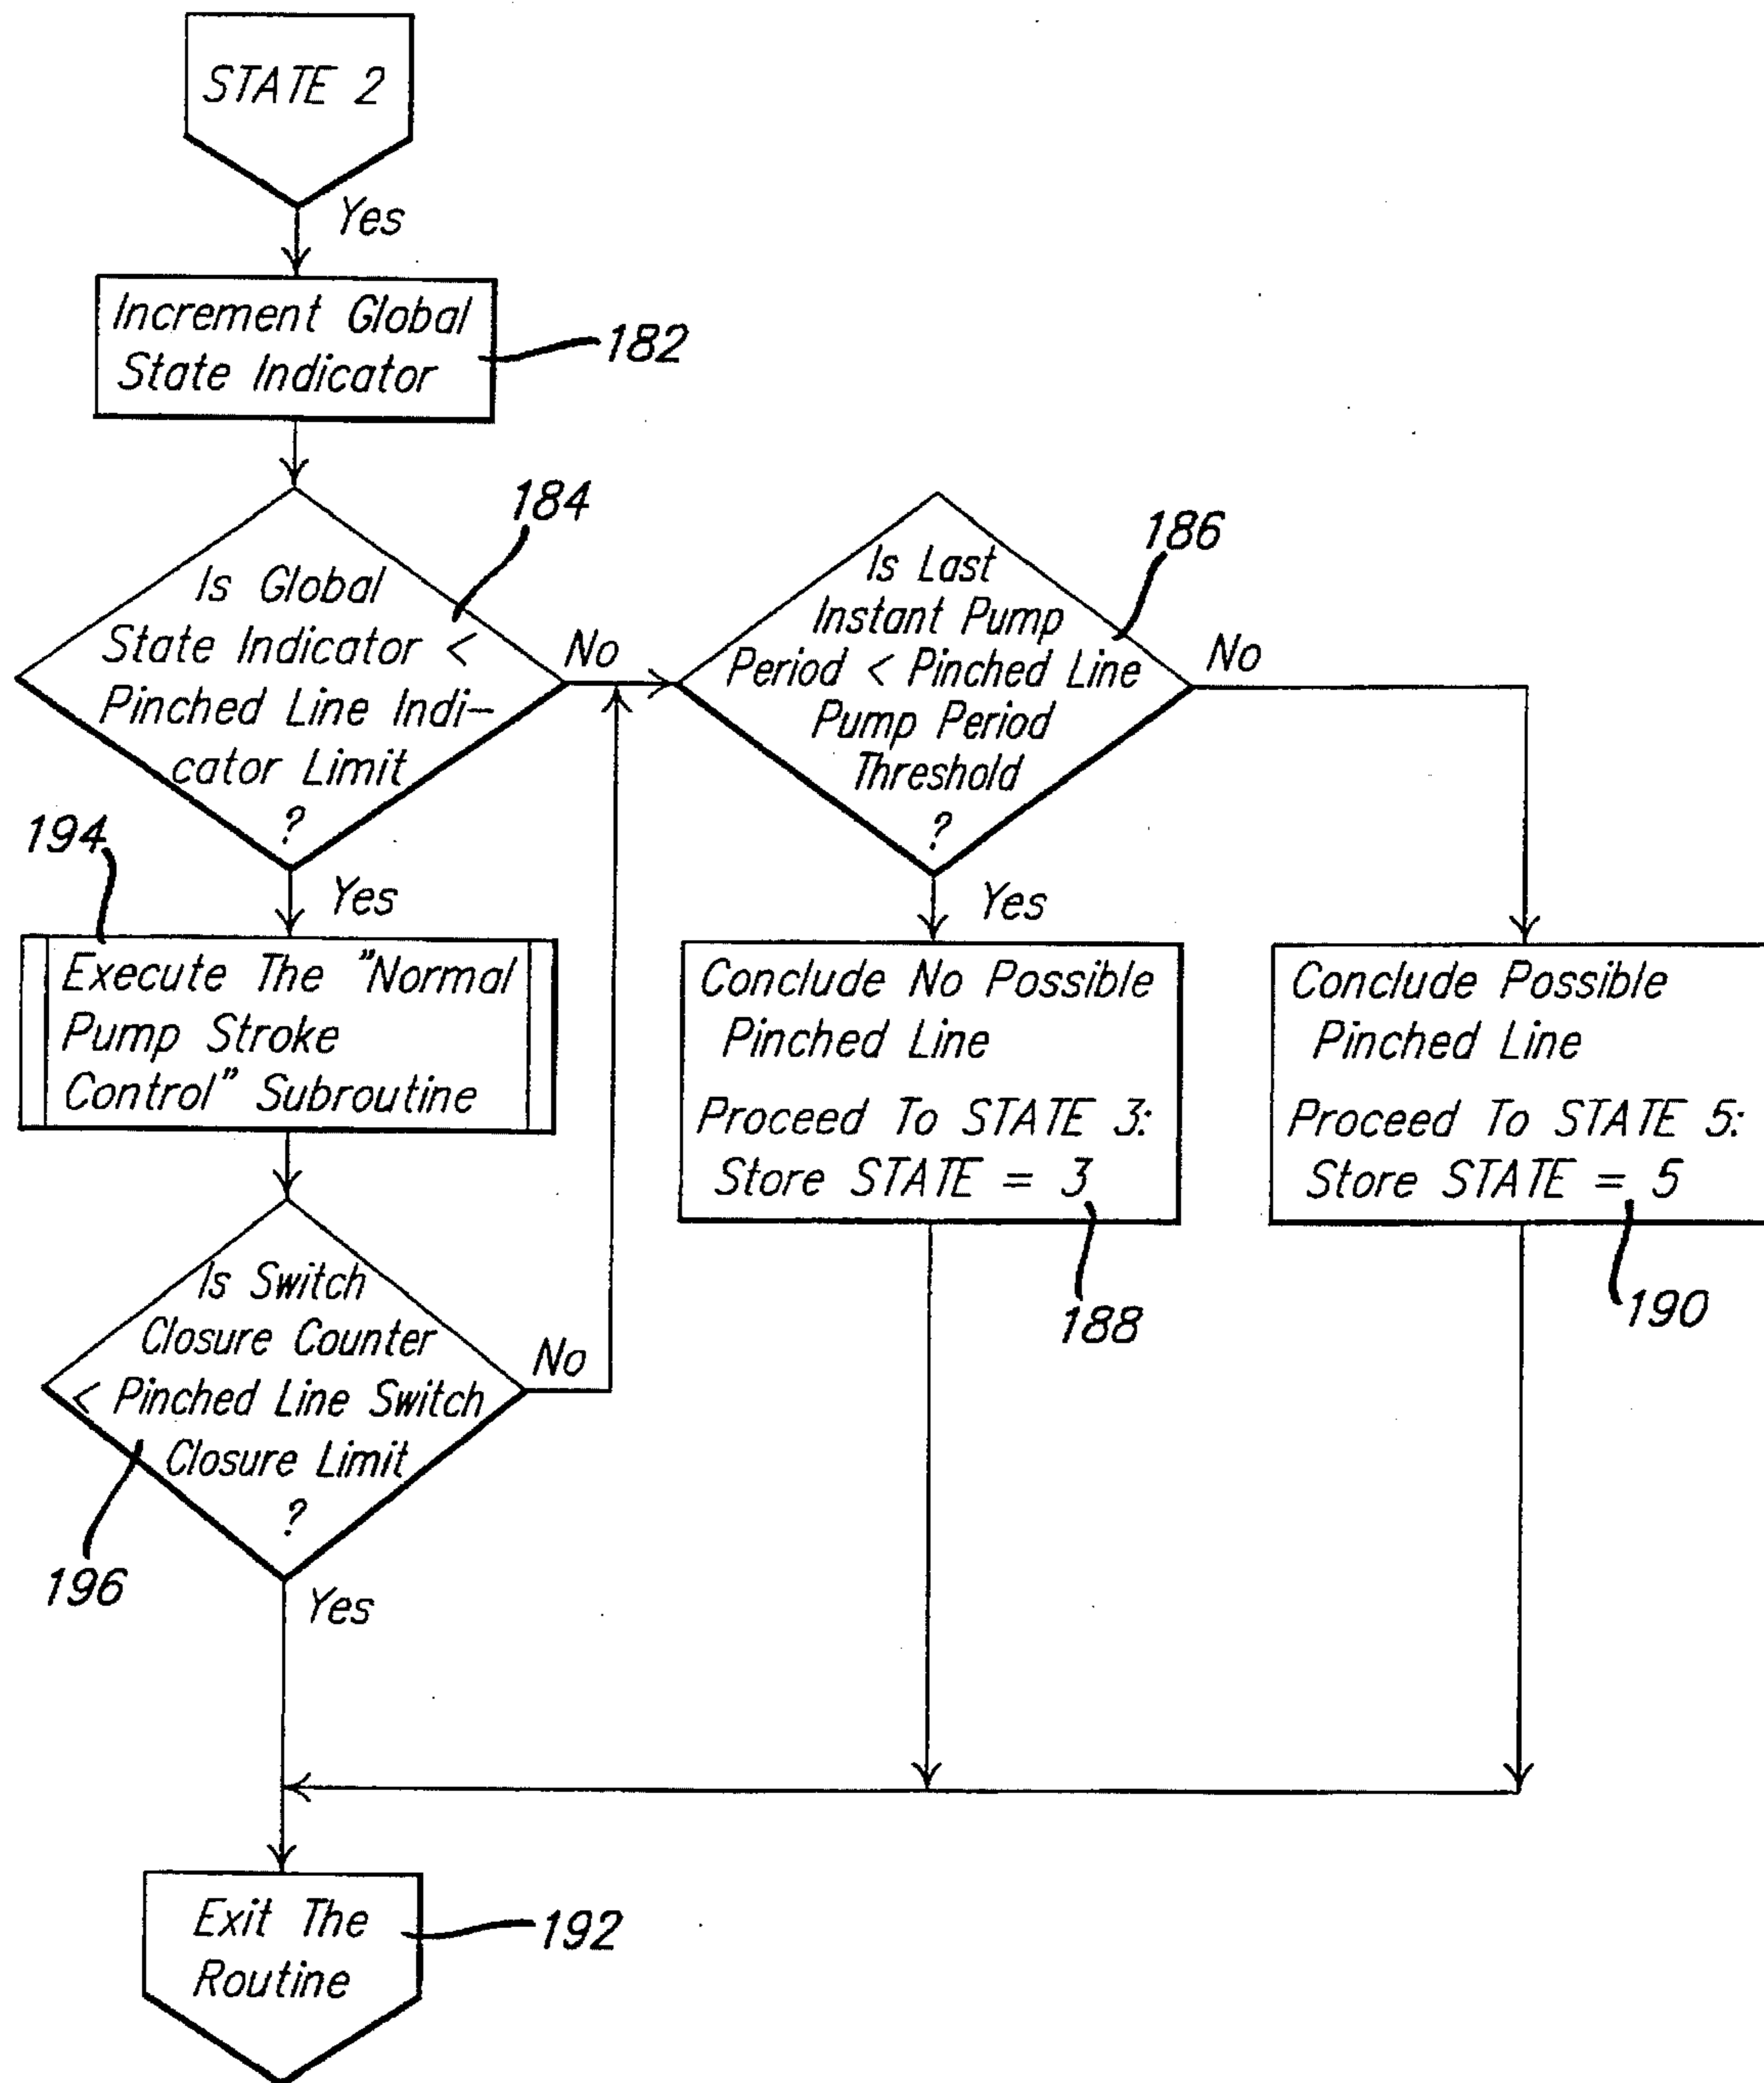 STATE 2
Yes
Increment Global
State Indicator
182
Is Global
State Indicator <
Pinched Line Indi-
cator Limit
?
184
No
Yes
Is Last
Instant Pump
Period < Pinched Line
Pump Period
Threshold
?
186
No
Yes
194
Execute The "Normal
Pump Stroke
Control" Subroutine
Conclude No Possible
Pinched Line
Proceed To STATE 3:
Store STATE = 3
188
Conclude Possible
Pinched Line
Proceed To STATE 5:
Store STATE = 5
190
Is Switch
Closure Counter
< Pinched Line Switch
Closure Limit
?
No
196
Yes
Exit The
Routine
192